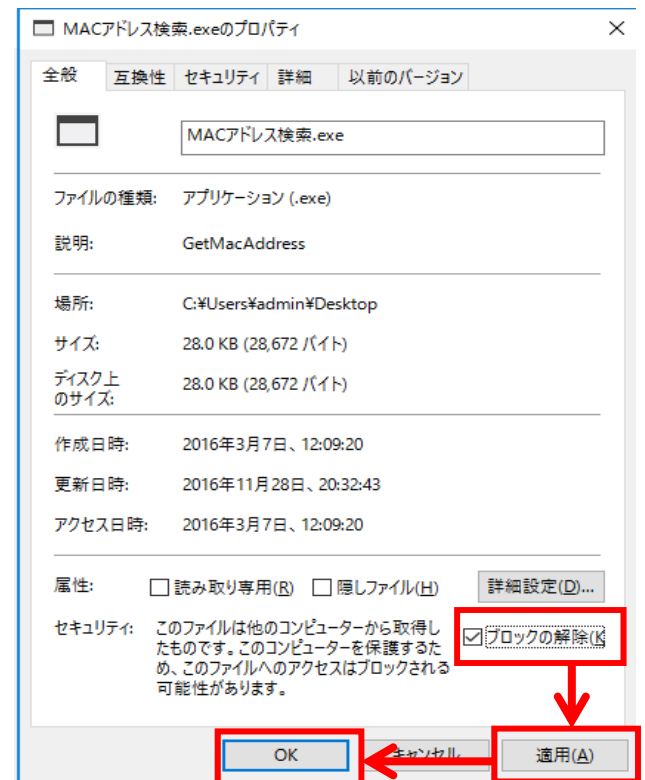 MACアドレス検索.exeのプロパティ
全般 互換性 セキュリティ 詳細 以前のバージョン
MACアドレス検索.exe
ファイルの種類: アプリケーション (.exe)
説明: GetMacAddress
場所: C:¥Users¥admin¥Desktop
サイズ: 28.0 KB (28,672 バイト)
ディスク上
のサイズ: 28.0 KB (28,672 バイト)
作成日時: 2016年3月7日、12:09:20
更新日時: 2016年11月28日、20:32:43
アクセス日時: 2016年3月7日、12:09:20
属性: 読み取り専用(R) 隠しファイル(H) 詳細設定(D)...
セキュリティ: このファイルは他のコンピューターから取得し
たものです。このコンピューターを保護するた
め、このファイルへのアクセスはブロックされる
可能性があります。
ブロックの解除(K
OK キャンセル 適用(A)